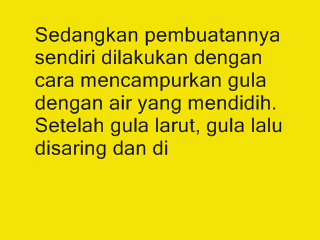 Sedangkan pembuatannya
sendiri dilakukan dengan
cara mencampurkan gula
dengan air yang mendidih.
Setelah gula larut, gula lalu
disaring dan di